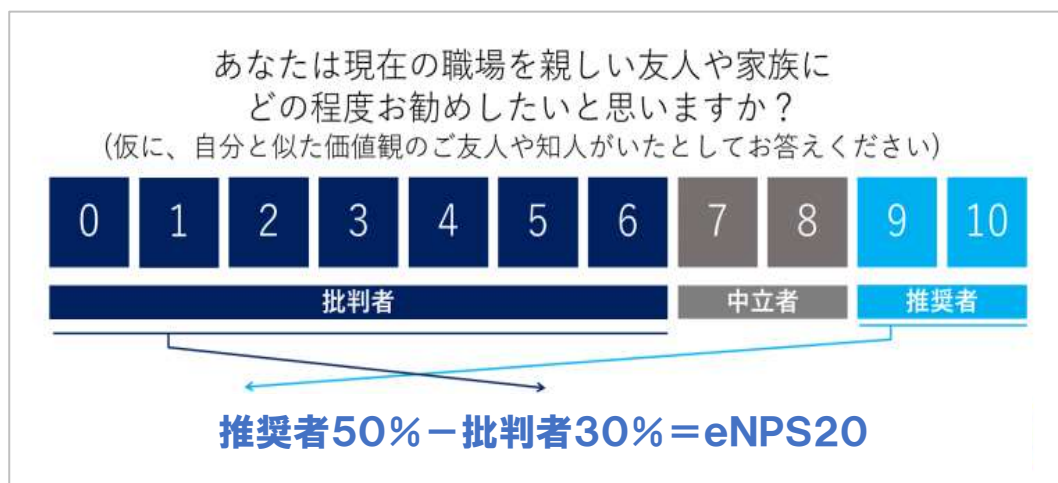 あなたは現在の職場を親しい友人や家族に
どの程度お勧めしたいと思いますか？
(仮に、自分と似た価値観のご友人や知人がいたとしてお答えください)
0 1 2 3 4 5 6 7 8 9 10
批判者 中立者 推奨者
推奨者50％－批判者30％＝eNPS20